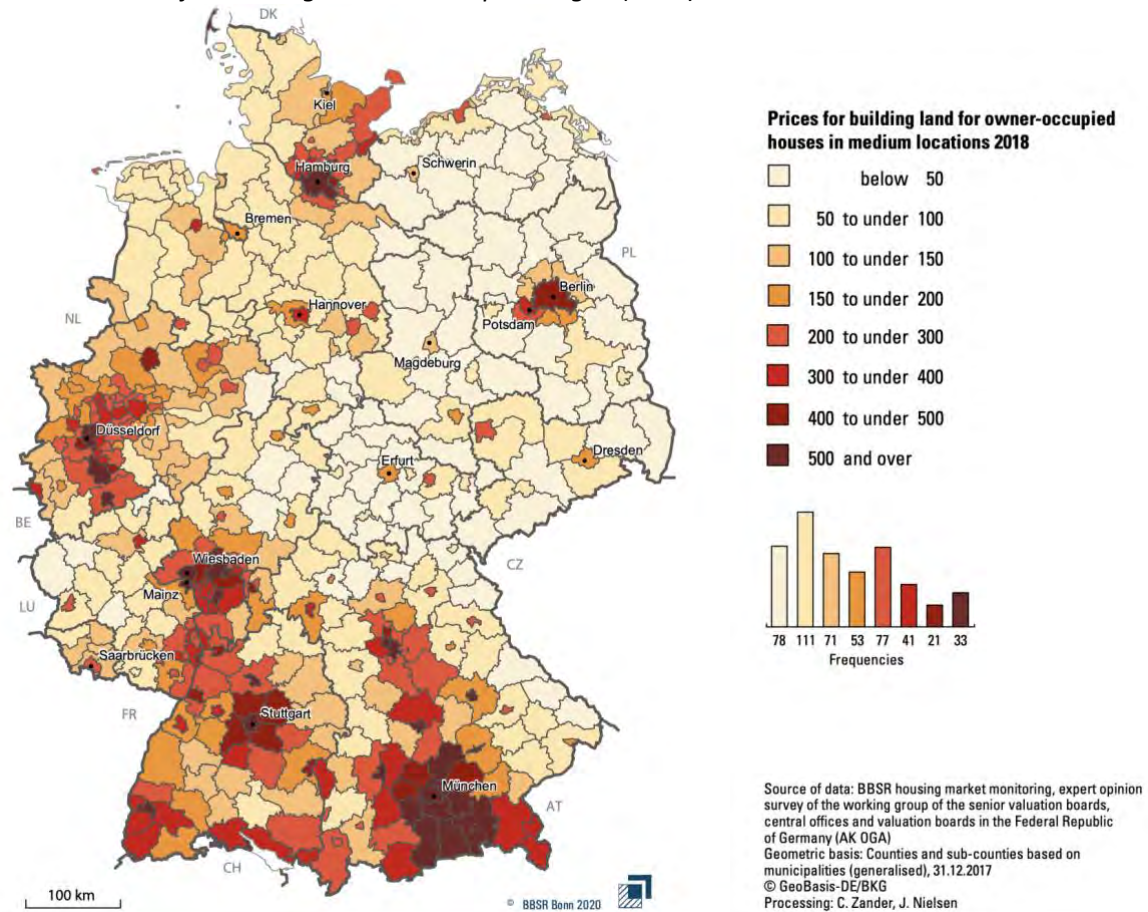 DK
Kiel
Hamburg
Schwerin
Bremen
PL
Berlin
Hannover
NL
Potsdam
Magdeburg
Düsseldorf
Dresden
Erfurt
BE
Wiesbaden
CZ
Mainz
LU
Saarbrücken
FR
Stuttgart
München
AT
CH
100 km
© BBSR Bonn 2020
Prices for building land for owner-occupied
houses in medium locations 2018
below 50
50 to under 100
100 to under 150
150 to under 200
200 to under 300
300 to under 400
400 to under 500
500 and over
78 111 71 53 77 41 21 33
Frequencies
Source of data: BBSR housing market monitoring, expert opinion
survey of the working group of the senior valuation boards,
central offices and valuation boards in the Federal Republic
of Germany (AK OGA)
Geometric basis: Counties and sub-counties based on
municipalities (generalised), 31.12.2017
© GeoBasis-DE/BKG
Processing: C. Zander, J. Nielsen